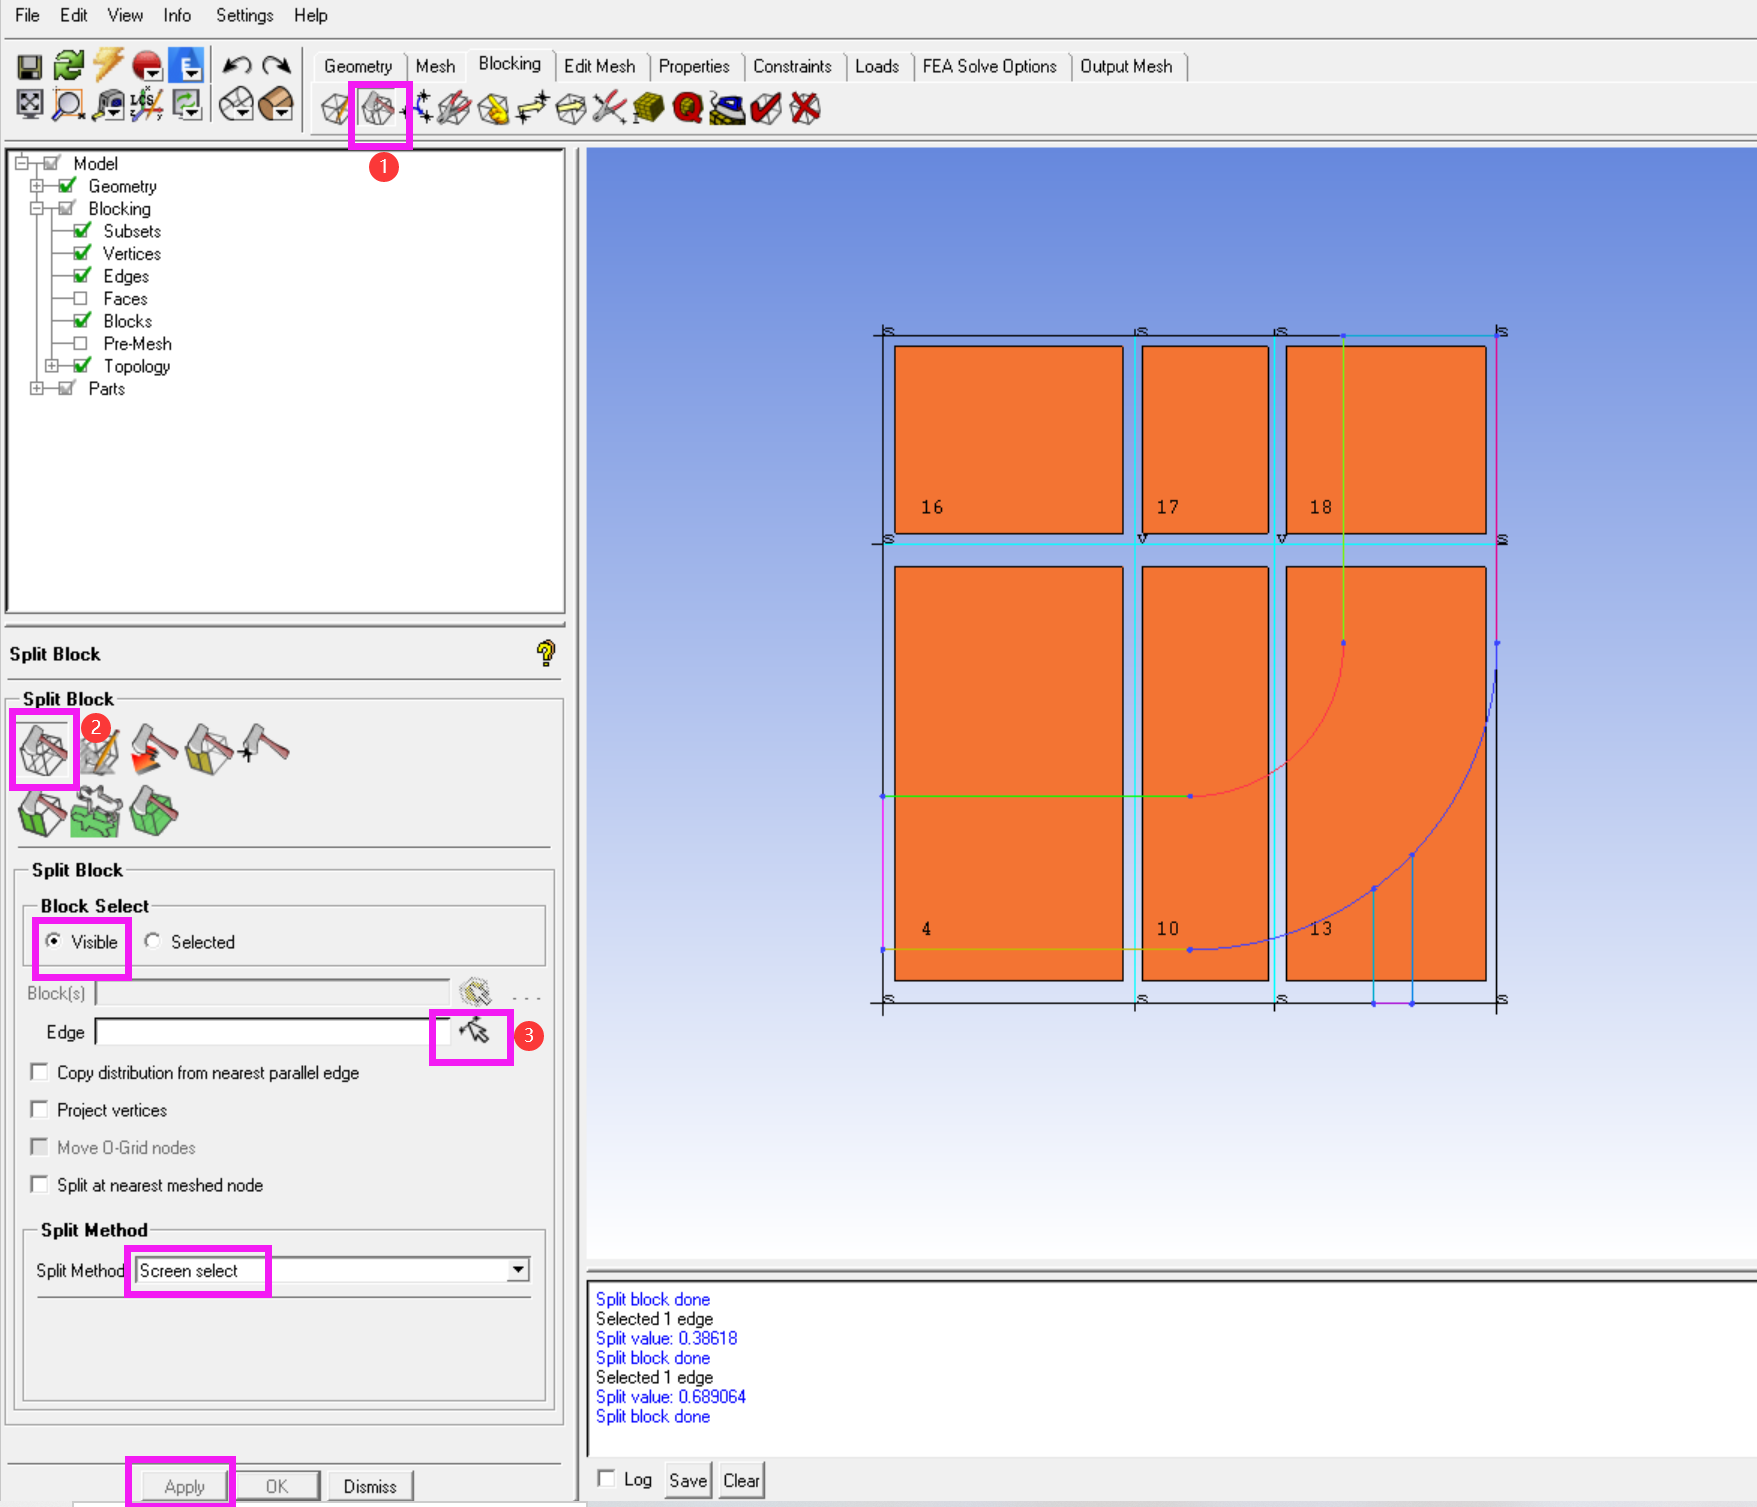 File Edit View Info Settings Help
Geometry Mesh Blocking Edit Mesh Properties Constraints Loads FEA Solve Options Output Mesh
LCS
1
Model
Geometry
Blocking
Subsets
Vertices
Edges
Faces
Blocks
Pre-Mesh
Topology
Parts
Split Block
Split Block
2
Split Block
Block Select
Visible Selected
Block(s) ...
Edge 3
Copy distribution from nearest parallel edge
Project vertices
Move O-Grid nodes
Split at nearest meshed node
Split Method
Split Method Screen select
Apply OK Dismiss
16 17 18
4 10 13
Split block done
Selected 1 edge
Split value: 0.38618
Split block done
Selected 1 edge
Split value: 0.689064
Split block done
Log Save Clear